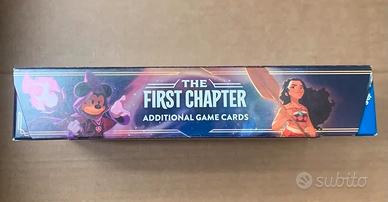 THE
FIRST CHAPTER
ADDITIONAL GAME CARDS
subito